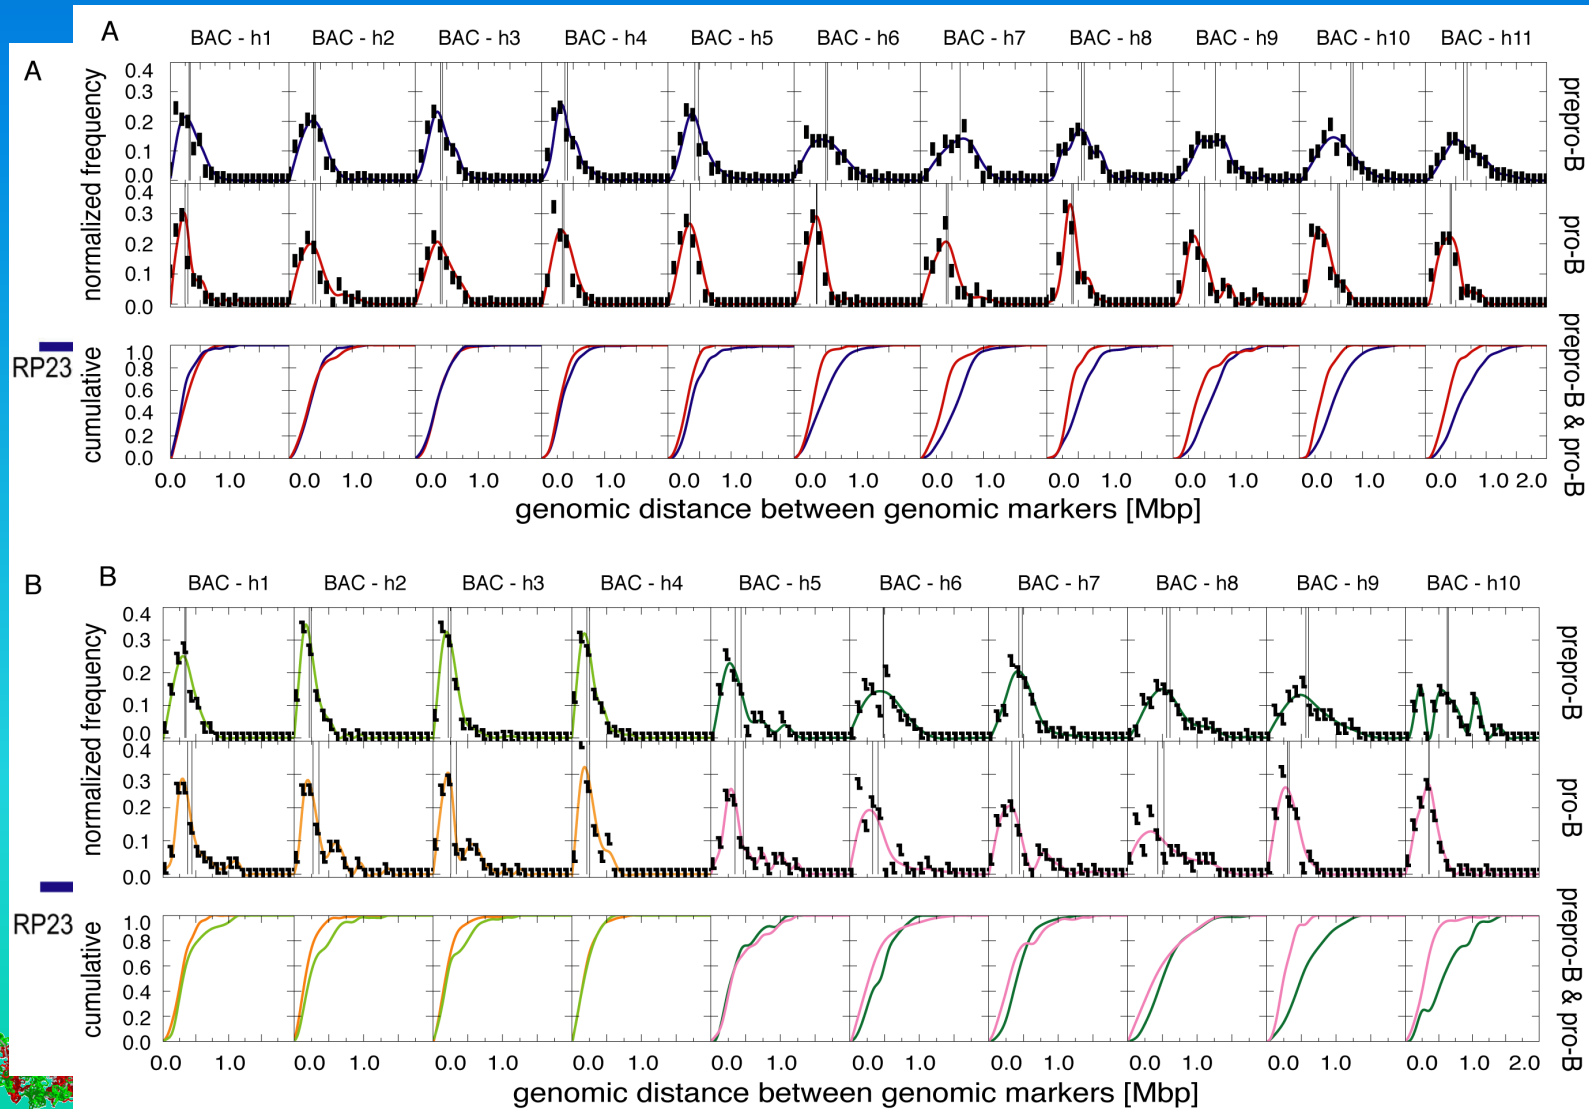 A
A
BAC - h1 BAC - h2 BAC - h3 BAC - h4 BAC - h5 BAC - h6 BAC - h7 BAC - h8 BAC - h9 BAC - h10 BAC - h11
normalized frequency
0.4
0.3
0.2
0.1
0.0
prepro-B
0.4
0.3
0.2
0.1
0.0
pro-B
cumulative
1.0
0.8
0.6
0.4
0.2
0.0
prepro-B & pro-B
RP23
0.0 1.0 0.0 1.0 0.0 1.0 0.0 1.0 0.0 1.0 0.0 1.0 0.0 1.0 0.0 1.0 0.0 1.0 0.0 1.0 0.0 1.0 2.0
genomic distance between genomic markers [Mbp]
B
B
BAC - h1 BAC - h2 BAC - h3 BAC - h4 BAC - h5 BAC - h6 BAC - h7 BAC - h8 BAC - h9 BAC - h10
normalized frequency
0.4
0.3
0.2
0.1
0.0
prepro-B
0.4
0.3
0.2
0.1
0.0
pro-B
cumulative
1.0
0.8
0.6
0.4
0.2
0.0
prepro-B & pro-B
RP23
0.0 1.0 0.0 1.0 0.0 1.0 0.0 1.0 0.0 1.0 0.0 1.0 0.0 1.0 0.0 1.0 0.0 1.0 0.0 1.0 2.0
genomic distance between genomic markers [Mbp]